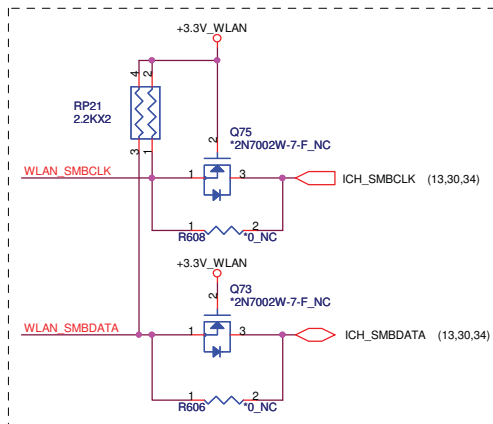 +3.3V_WLAN
4 2
RP21
2.2KX2
3 1
2
Q75
*2N7002W-7-F_NC
WLAN_SMBCLK
1 3
ICH_SMBCLK (13,30,34)
1 2
R608 *0_NC
+3.3V_WLAN
2
Q73
*2N7002W-7-F_NC
WLAN_SMBDATA
1 3
ICH_SMBDATA (13,30,34)
1 2
R606 *0_NC